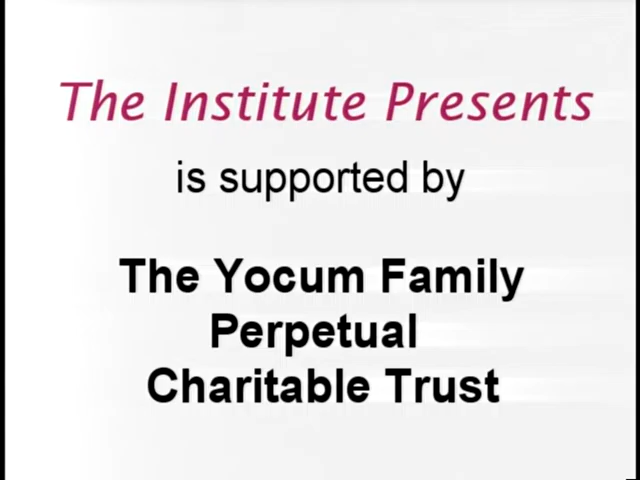 The Institute Presents
is supported by
The Yocum Family
Perpetual
Charitable Trust